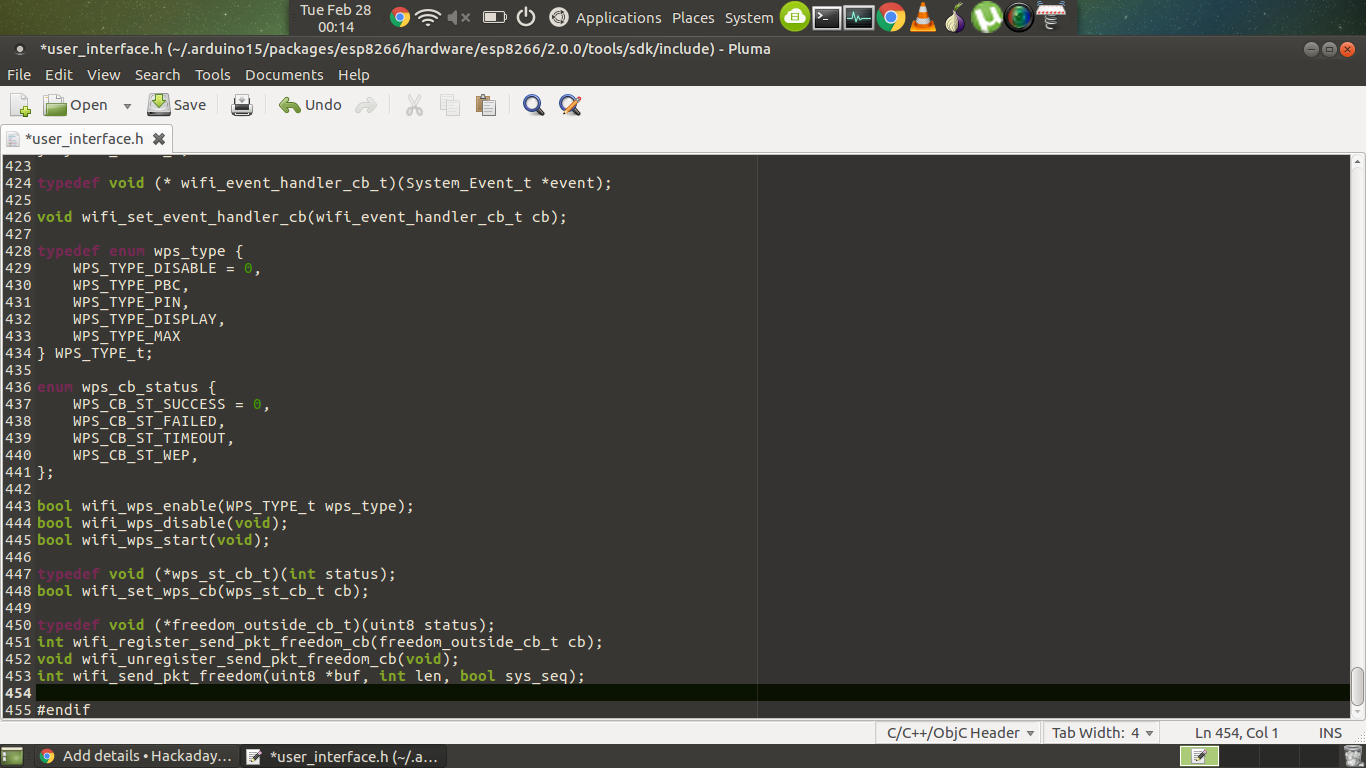 Tue Feb 28
00:14
Applications Places System
*user_interface.h (~/.arduino15/packages/esp8266/hardware/esp8266/2.0.0/tools/sdk/include) - Pluma
File Edit View Search Tools Documents Help
Open Save Undo
*user_interface.h
423
424 typedef void (* wifi_event_handler_cb_t)(System_Event_t *event);
425
426 void wifi_set_event_handler_cb(wifi_event_handler_cb_t cb);
427
428 typedef enum wps_type {
429     WPS_TYPE_DISABLE = 0,
430     WPS_TYPE_PBC,
431     WPS_TYPE_PIN,
432     WPS_TYPE_DISPLAY,
433     WPS_TYPE_MAX
434 } WPS_TYPE_t;
435
436 enum wps_cb_status {
437     WPS_CB_ST_SUCCESS = 0,
438     WPS_CB_ST_FAILED,
439     WPS_CB_ST_TIMEOUT,
440     WPS_CB_ST_WEP,
441 };
442
443 bool wifi_wps_enable(WPS_TYPE_t wps_type);
444 bool wifi_wps_disable(void);
445 bool wifi_wps_start(void);
446
447 typedef void (*wps_st_cb_t)(int status);
448 bool wifi_set_wps_cb(wps_st_cb_t cb);
449
450 typedef void (*freedom_outside_cb_t)(uint8 status);
451 int wifi_register_send_pkt_freedom_cb(freedom_outside_cb_t cb);
452 void wifi_unregister_send_pkt_freedom_cb(void);
453 int wifi_send_pkt_freedom(uint8 *buf, int len, bool sys_seq);
454
455 #endif
C/C++/ObjC Header Tab Width: 4 Ln 454, Col 1 INS
Add details • Hackaday... *user_interface.h (~/.a...